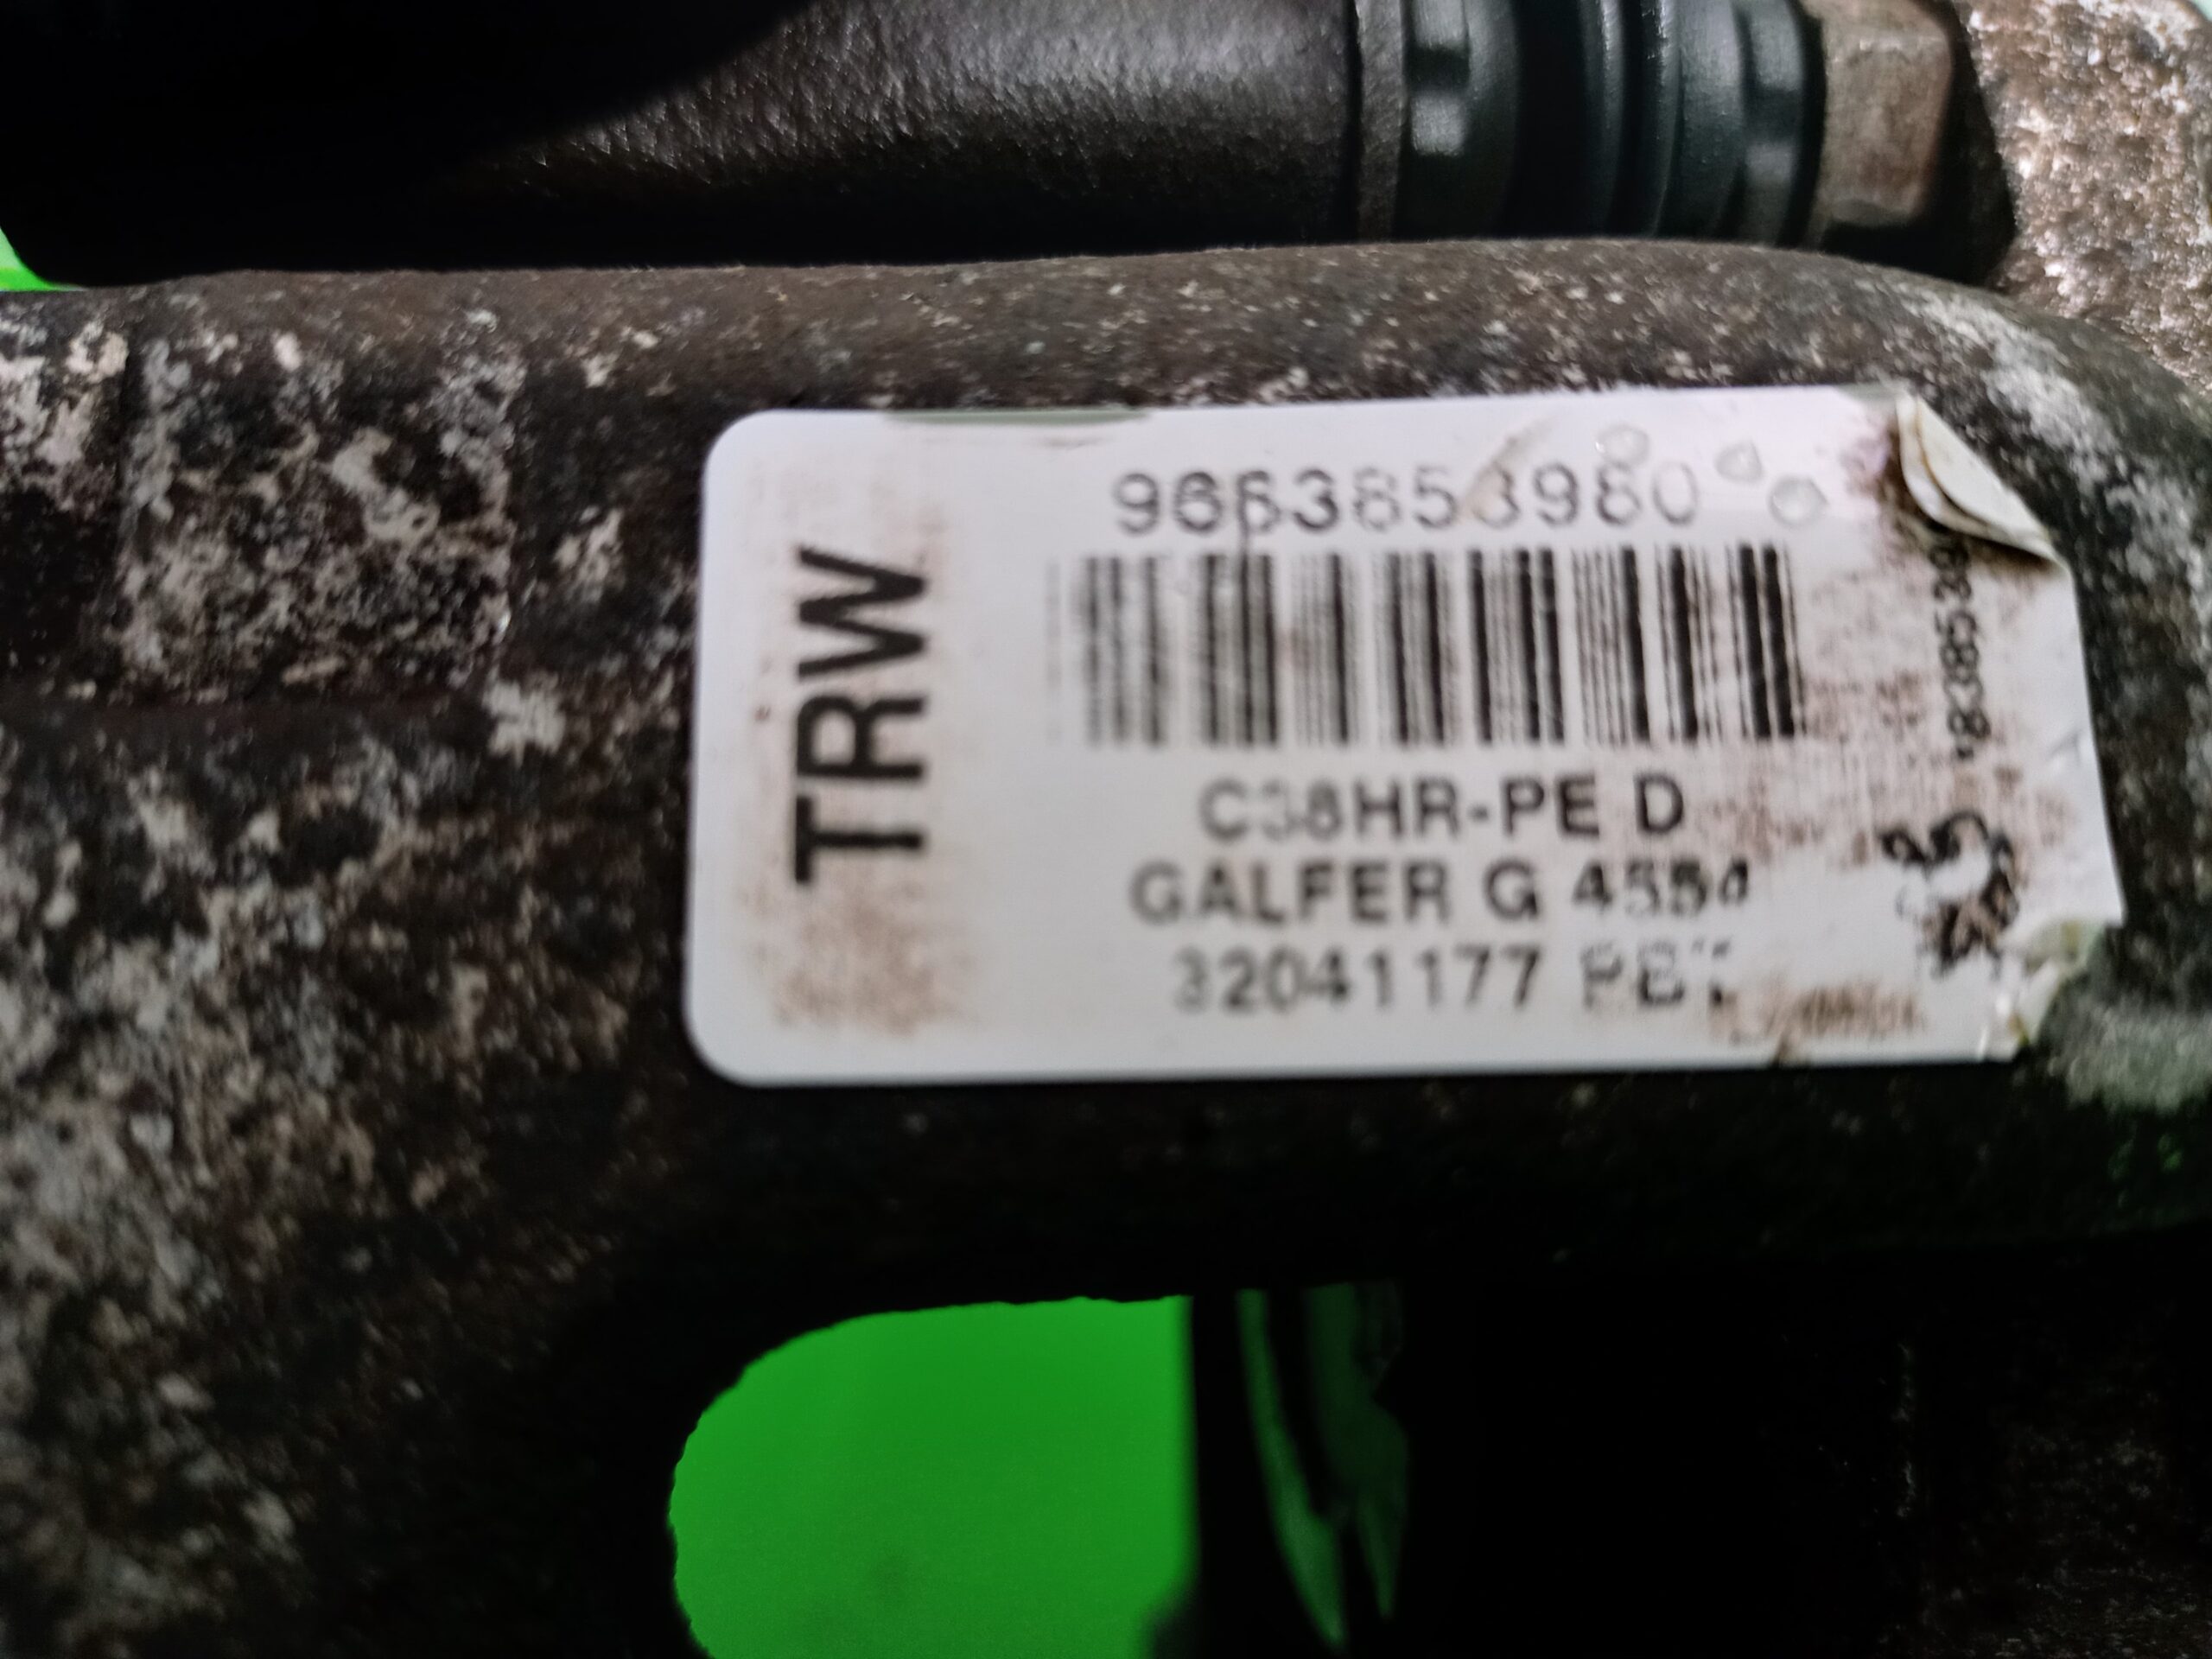 TRW
9663853980
C38HR-PE D
GALFER G 4554
32041177